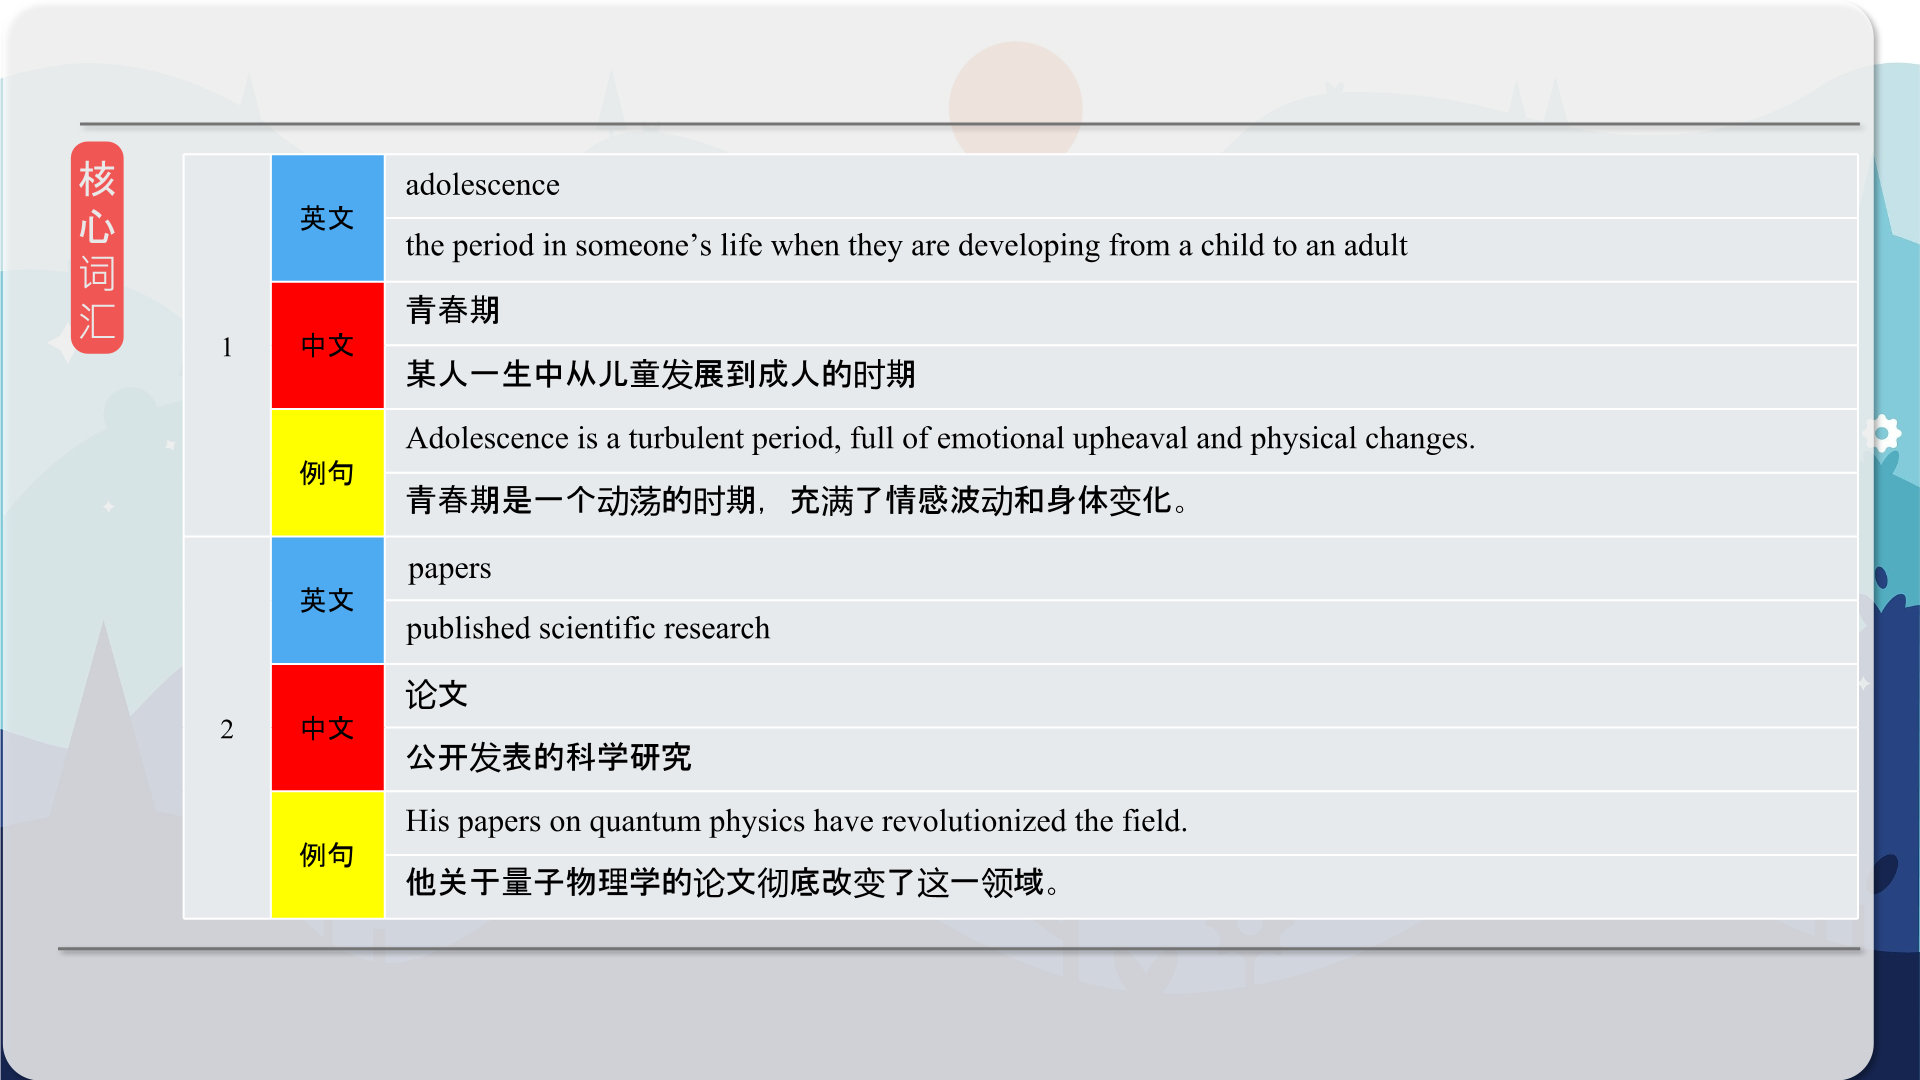 核心词汇
1
英文
adolescence
the period in someone’s life when they are developing from a child to an adult
中文
青春期
某人一生中从儿童发展到成人的时期
例句
Adolescence is a turbulent period, full of emotional upheaval and physical changes.
青春期是一个动荡的时期，充满了情感波动和身体变化。
2
英文
papers
published scientific research
中文
论文
公开发表的科学研究
例句
His papers on quantum physics have revolutionized the field.
他关于量子物理学的论文彻底改变了这一领域。